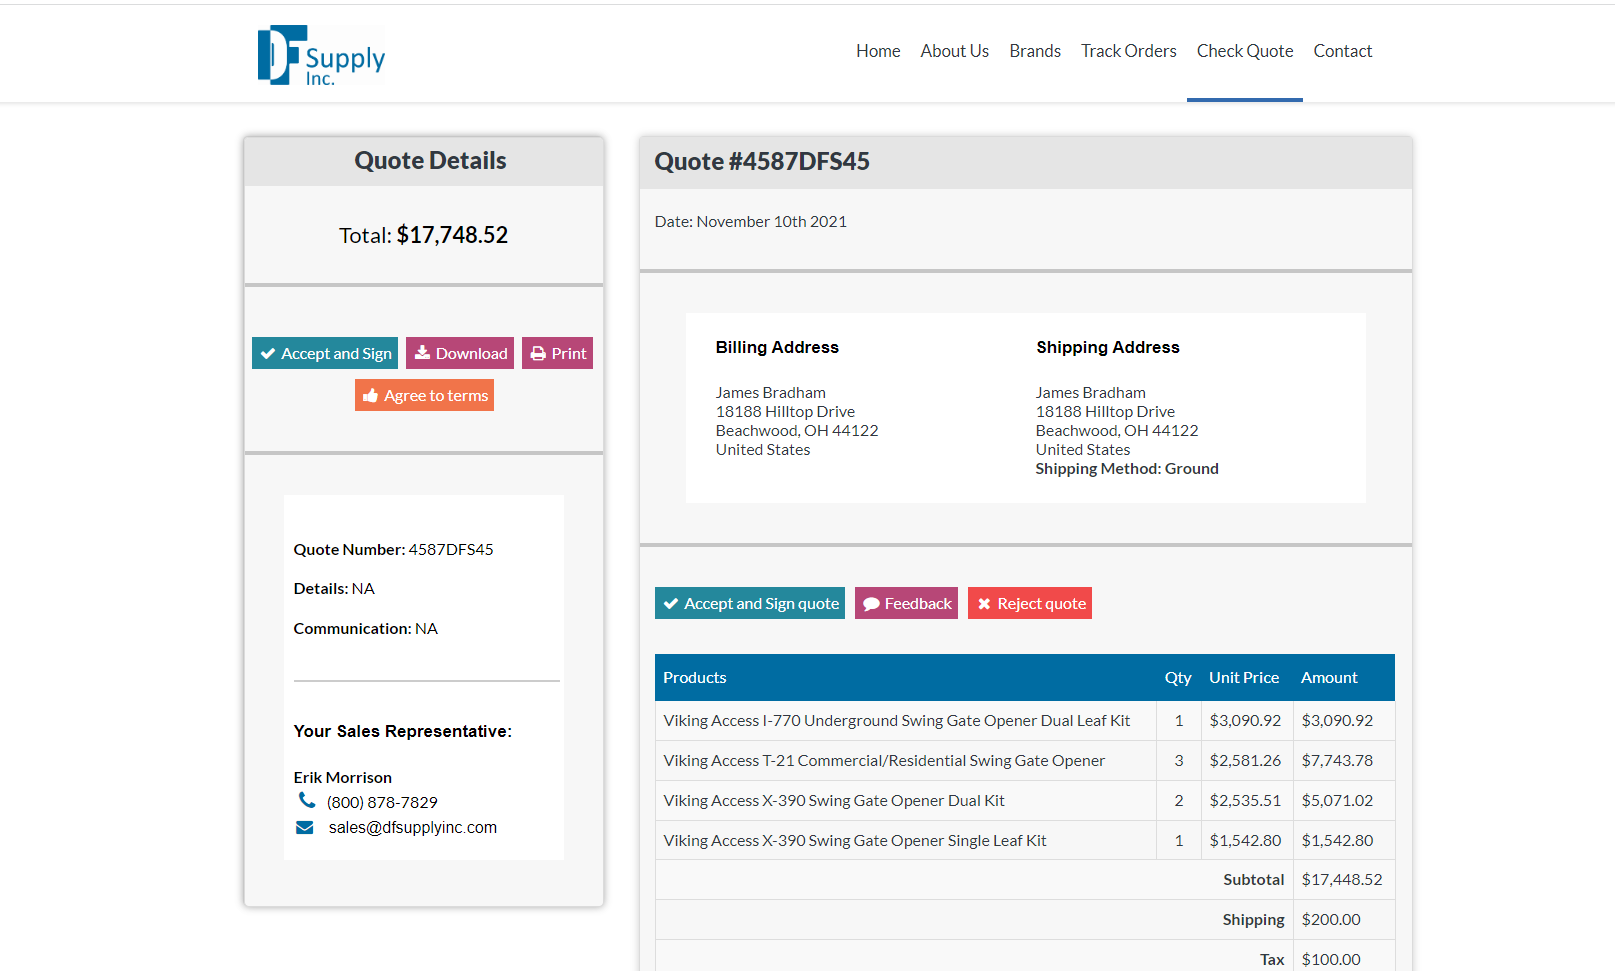 DF Supply Inc.
Home About Us Brands Track Orders Check Quote Contact
Quote Details
Total: $17,748.52
Accept and Sign Download Print
Agree to terms
Quote Number: 4587DFS45
Details: NA
Communication: NA
Your Sales Representative:
Erik Morrison
(800) 878-7829
sales@dfsupplyinc.com
Quote #4587DFS45
Date: November 10th 2021
Billing Address
James Bradham
18188 Hilltop Drive
Beachwood, OH 44122
United States
Shipping Address
James Bradham
18188 Hilltop Drive
Beachwood, OH 44122
United States
Shipping Method: Ground
Accept and Sign quote Feedback Reject quote
Products Qty Unit Price Amount
Viking Access I-770 Underground Swing Gate Opener Dual Leaf Kit 1 $3,090.92 $3,090.92
Viking Access T-21 Commercial/Residential Swing Gate Opener 3 $2,581.26 $7,743.78
Viking Access X-390 Swing Gate Opener Dual Kit 2 $2,535.51 $5,071.02
Viking Access X-390 Swing Gate Opener Single Leaf Kit 1 $1,542.80 $1,542.80
Subtotal $17,448.52
Shipping $200.00
Tax $100.00